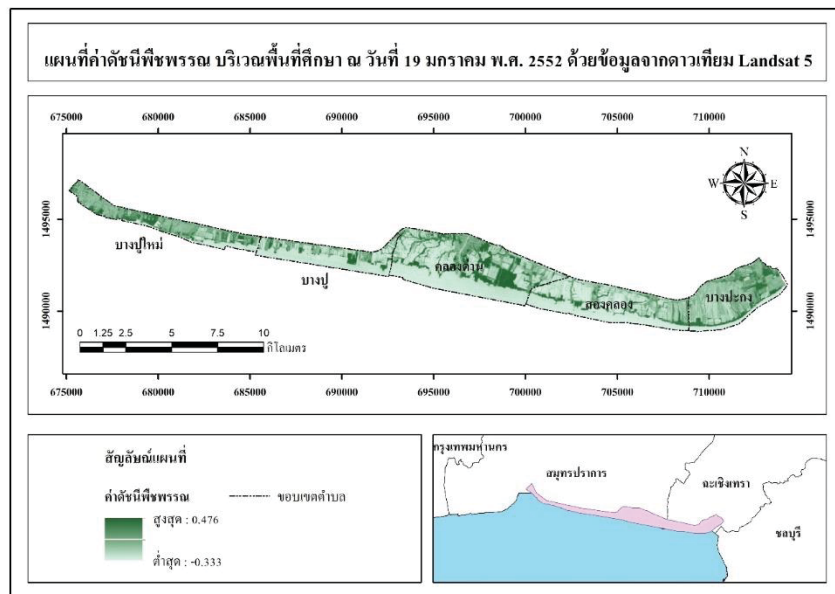 แผนที่ค่าดัชนีพืชพรรณ บริเวณพื้นที่ศึกษา ณ วันที่ 19 มกราคม พ.ศ. 2552 ด้วยข้อมูลจากดาวเทียม Landsat 5
675000 680000 685000 690000 695000 700000 705000 710000
N
W E
S
1495000 1495000
บางปูใหม่
คลองด่าน
บางปู
สองคลอง
บางปะกง
1490000 1490000
0 1.25 2.5 5 7.5 10
กิโลเมตร
675000 680000 685000 690000 695000 700000 705000 710000
สัญลักษณ์แผนที่
ค่าดัชนีพืชพรรณ ขอบเขตตำบล
สูงสุด : 0.476
ต่ำสุด : -0.333
กรุงเทพมหานคร
สมุทรปราการ
ฉะเชิงเทรา
ชลบุรี